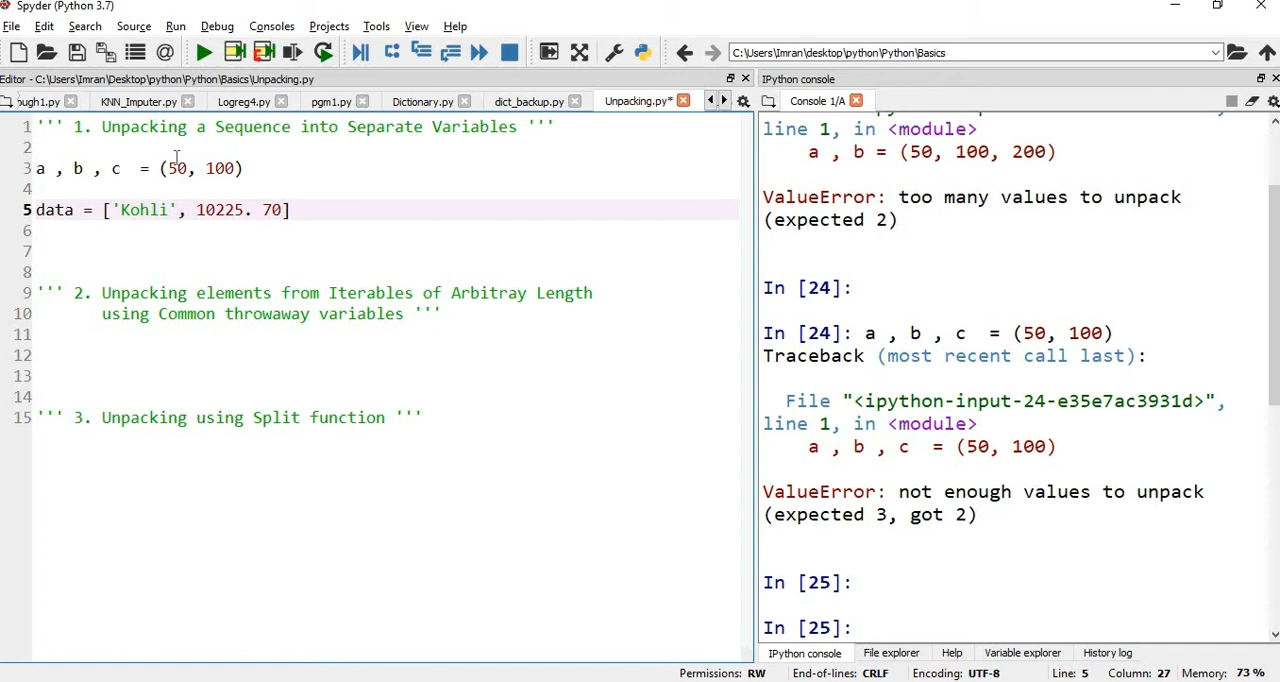 Spyder (Python 3.7)
File Edit Search Source Run Debug Consoles Projects Tools View Help
C:\Users\Imran\desktop\python\Python\Basics
Editor - C:\Users\Imran\Desktop\python\Python\Basics\Unpacking.py
IPython console
ough1.py KNN_Imputer.py Logreg4.py pgm1.py Dictionary.py dict_backup.py Unpacking.py*
Console 1/A
1 ''' 1. Unpacking a Sequence into Separate Variables '''
2
3 a , b , c  = (50, 100)
4
5 data = ['Kohli', 10225. 70]
6
7
8
9 ''' 2. Unpacking elements from Iterables of Arbitray Length
10 using Common throwaway variables '''
11
12
13
14
15 ''' 3. Unpacking using Split function '''
line 1, in <module>
a , b = (50, 100, 200)
ValueError: too many values to unpack
(expected 2)
In [24]:
In [24]: a , b , c  = (50, 100)
Traceback (most recent call last):
File "<ipython-input-24-e35e7ac3931d>",
line 1, in <module>
a , b , c  = (50, 100)
ValueError: not enough values to unpack
(expected 3, got 2)
In [25]:
In [25]:
IPython console File explorer Help Variable explorer History log
Permissions: RW End-of-lines: CRLF Encoding: UTF-8 Line: 5 Column: 27 Memory: 73 %